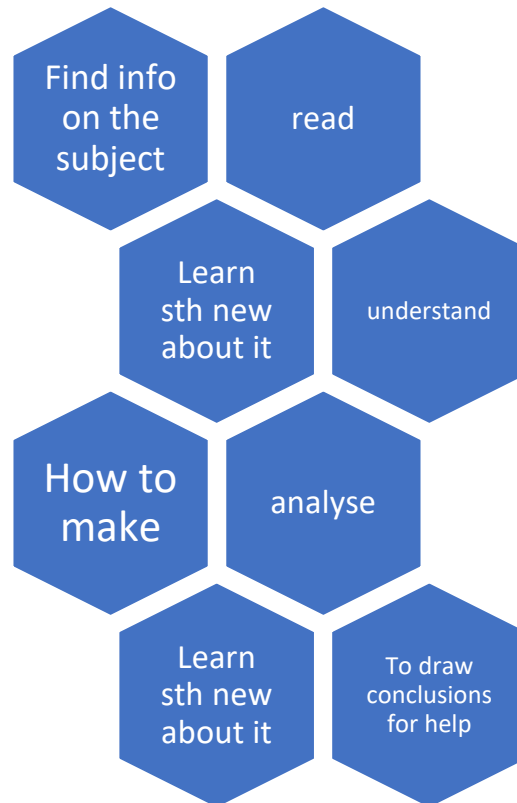 Find info
on the
subject
read
Learn
sth new
about it
understand
How to
make
analyse
Learn
sth new
about it
To draw
conclusions
for help